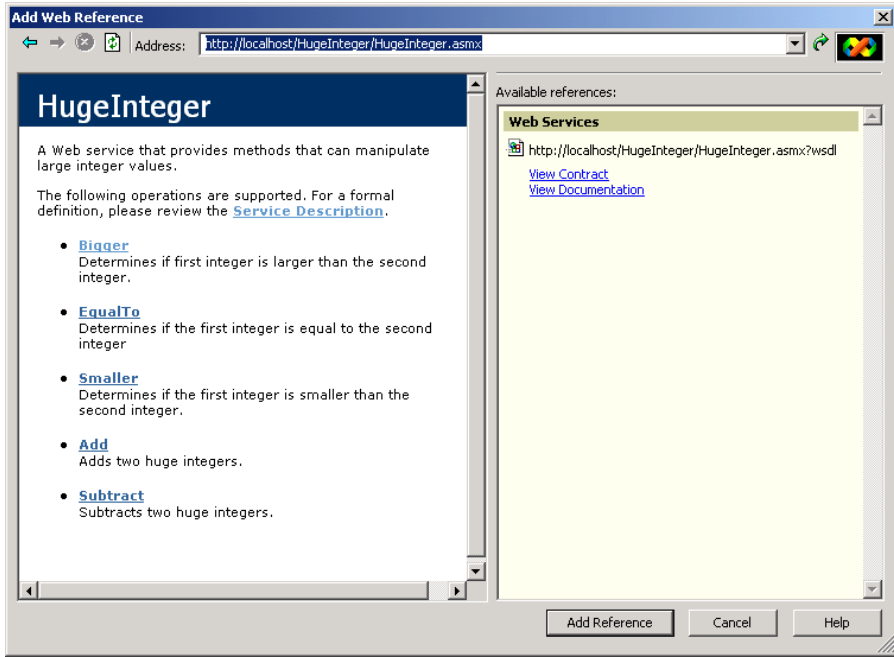 Add Web Reference
Address: http://localhost/HugeInteger/HugeInteger.asmx
HugeInteger
A Web service that provides methods that can manipulate
large integer values.
The following operations are supported. For a formal
definition, please review the Service Description.
• Bigger
Determines if first integer is larger than the second
integer.
• EqualTo
Determines if the first integer is equal to the second
integer
• Smaller
Determines if the first integer is smaller than the
second integer.
• Add
Adds two huge integers.
• Subtract
Subtracts two huge integers.
Available references:
Web Services
http://localhost/HugeInteger/HugeInteger.asmx?wsdl
View Contract
View Documentation
Add Reference Cancel Help